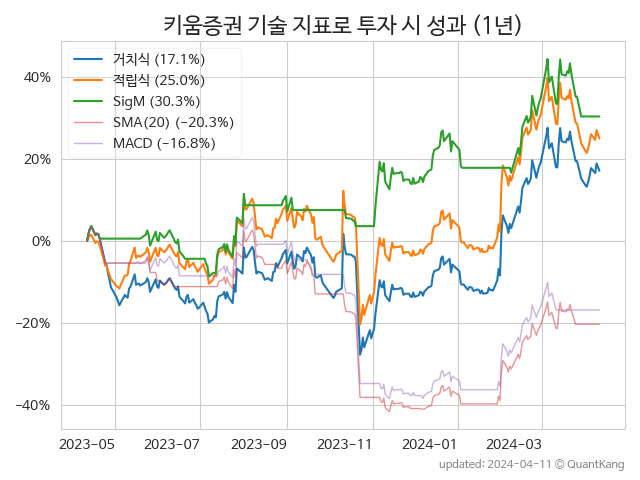 키움증권 기술 지표로 투자 시 성과 (1년)
거치식 (17.1%)
적립식 (25.0%)
SigM (30.3%)
SMA(20) (−20.3%)
MACD (−16.8%)
40%
20%
0%
−20%
−40%
2023-05 2023-07 2023-09 2023-11 2024-01 2024-03
updated: 2024-04-11 © QuantKang